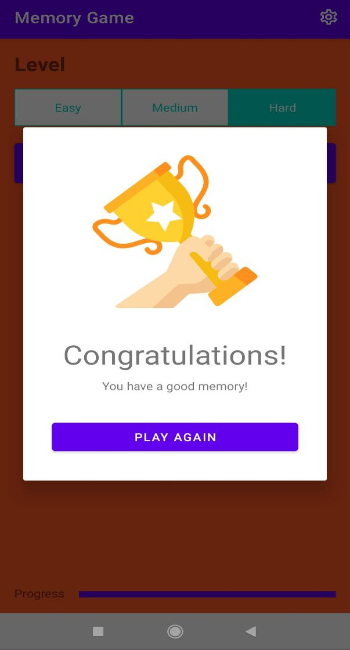 Memory Game
Level
Easy Medium Hard
Congratulations!
You have a good memory!
PLAY AGAIN
Progress